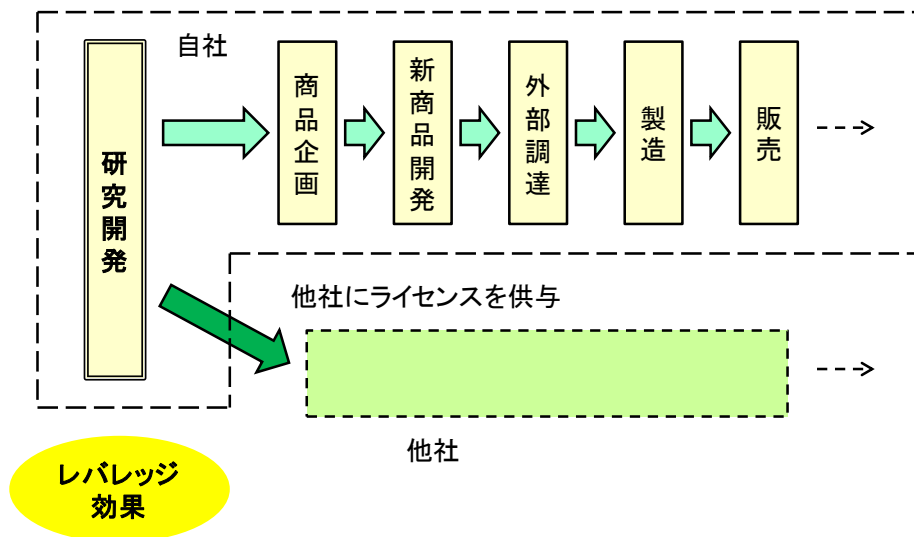 自社
研究開発
商品企画
新商品開発
外部調達
製造
販売
他社にライセンスを供与
他社
レバレッジ
効果